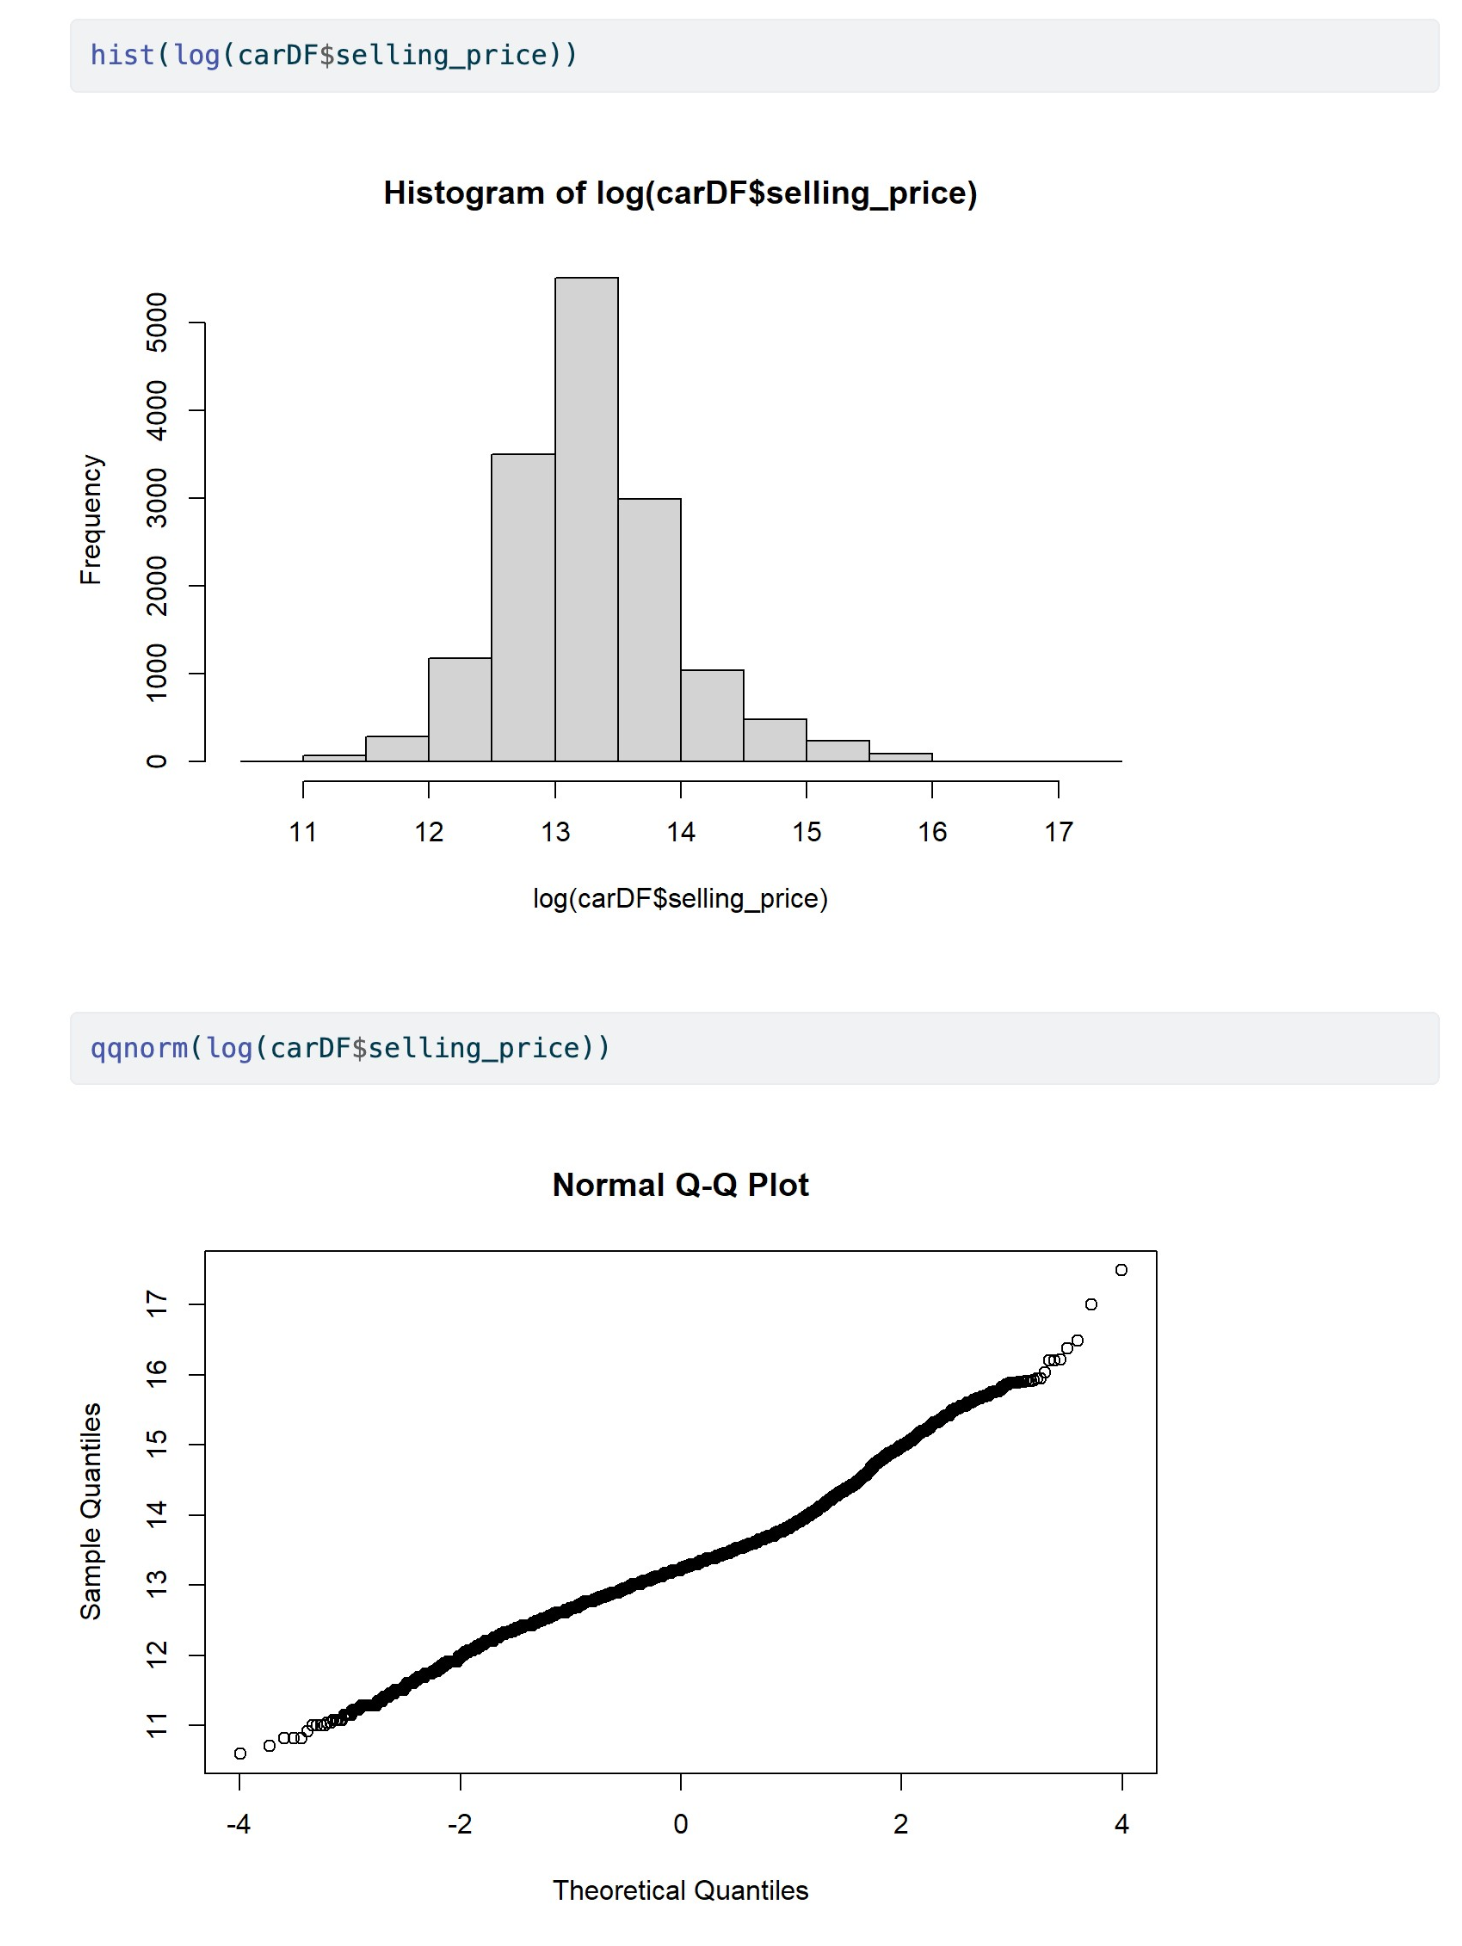 hist(log(carDF$selling_price))
Histogram of log(carDF$selling_price)
Frequency
5000
4000
3000
2000
1000
0
11 12 13 14 15 16 17
log(carDF$selling_price)
qqnorm(log(carDF$selling_price))
Normal Q-Q Plot
Sample Quantiles
17
16
15
14
13
12
11
-4 -2 0 2 4
Theoretical Quantiles